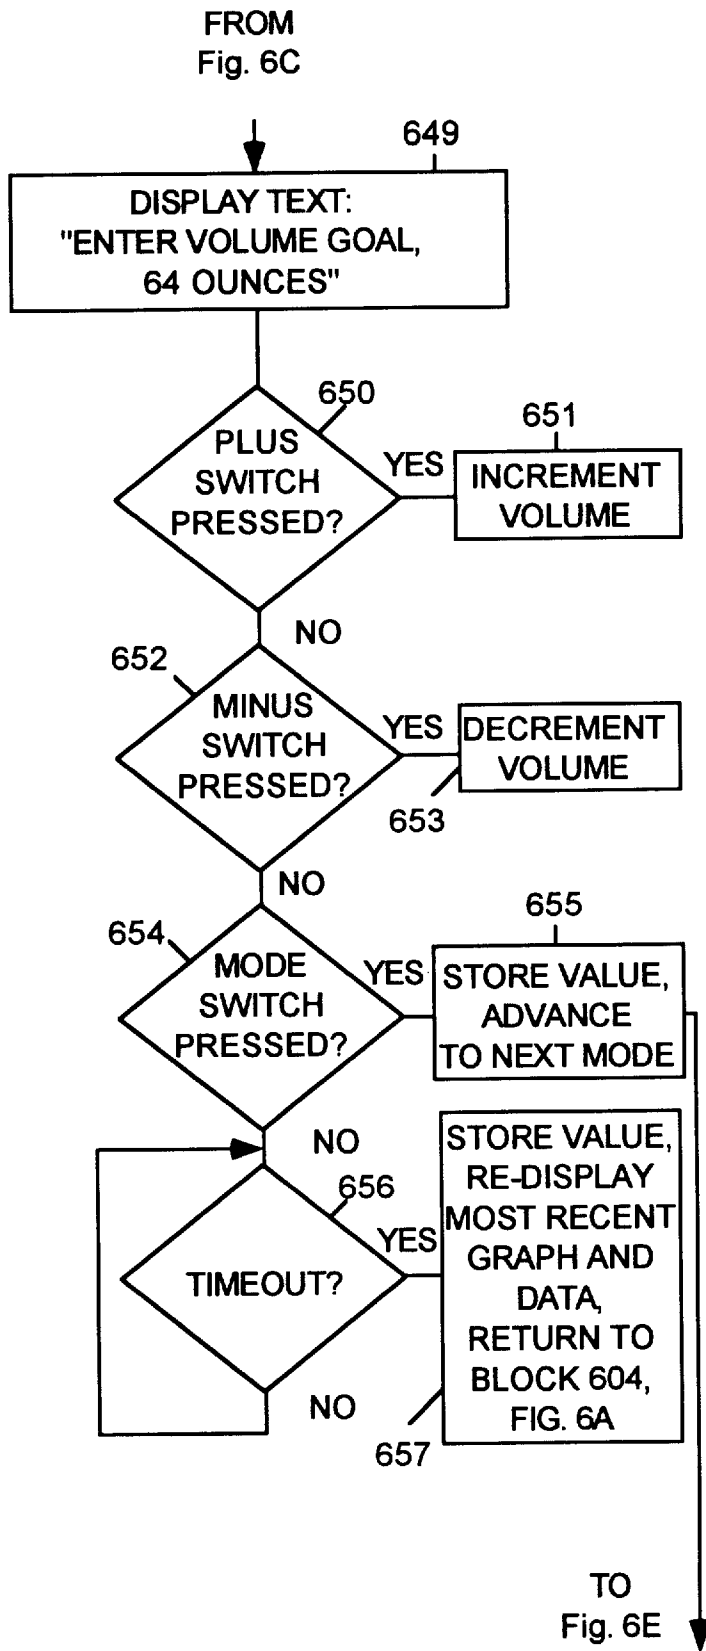 FROM
Fig. 6C
649
DISPLAY TEXT:
"ENTER VOLUME GOAL,
64 OUNCES"
650
PLUS
SWITCH
PRESSED?
YES
651
INCREMENT
VOLUME
NO
652
MINUS
SWITCH
PRESSED?
YES
DECREMENT
VOLUME
653
NO
654
MODE
SWITCH
PRESSED?
YES
655
STORE VALUE,
ADVANCE
TO NEXT MODE
NO
656
TIMEOUT?
YES
STORE VALUE,
RE-DISPLAY
MOST RECENT
GRAPH AND
DATA,
RETURN TO
BLOCK 604,
FIG. 6A
NO
657
TO
Fig. 6E